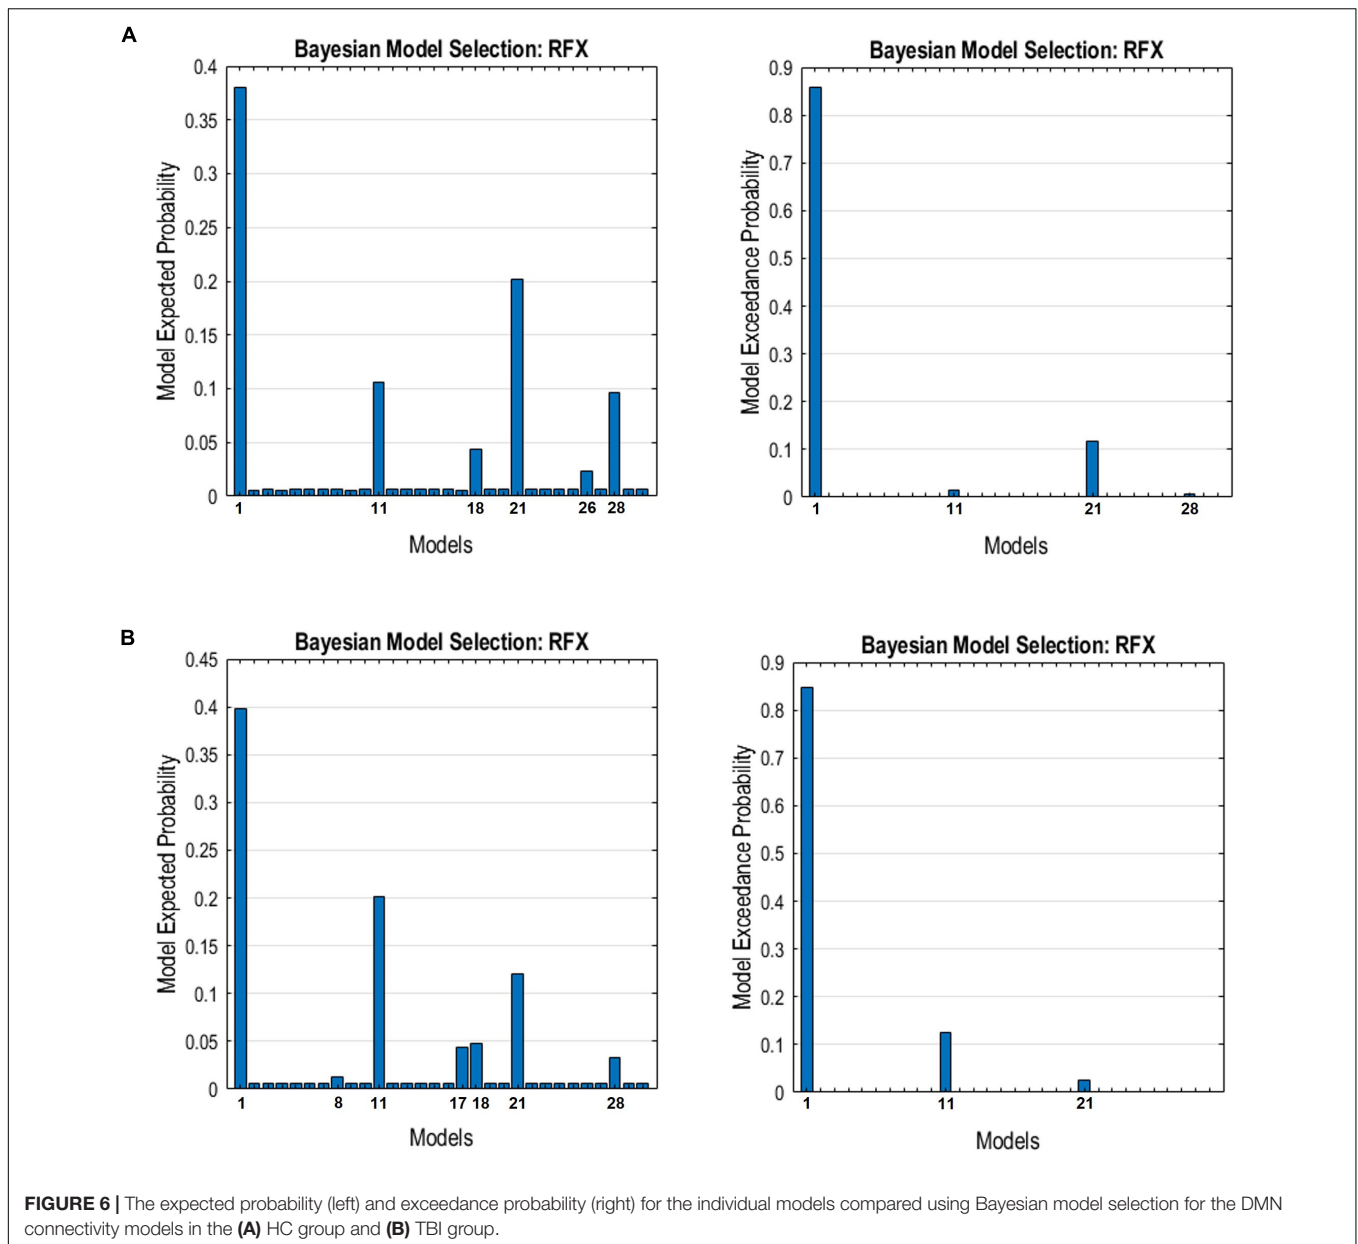 A
Bayesian Model Selection: RFX
Model Expected Probability
0.4
0.35
0.3
0.25
0.2
0.15
0.1
0.05
0
1 11 18 21 26 28
Models
Bayesian Model Selection: RFX
Model Exceedance Probability
0.9
0.8
0.7
0.6
0.5
0.4
0.3
0.2
0.1
0
1 11 21 28
Models
B
Bayesian Model Selection: RFX
Model Expected Probability
0.45
0.4
0.35
0.3
0.25
0.2
0.15
0.1
0.05
0
1 8 11 17 18 21 28
Models
Bayesian Model Selection: RFX
Model Exceedance Probability
0.9
0.8
0.7
0.6
0.5
0.4
0.3
0.2
0.1
0
1 11 21
Models
FIGURE 6 | The expected probability (left) and exceedance probability (right) for the individual models compared using Bayesian model selection for the DMN
connectivity models in the (A) HC group and (B) TBI group.